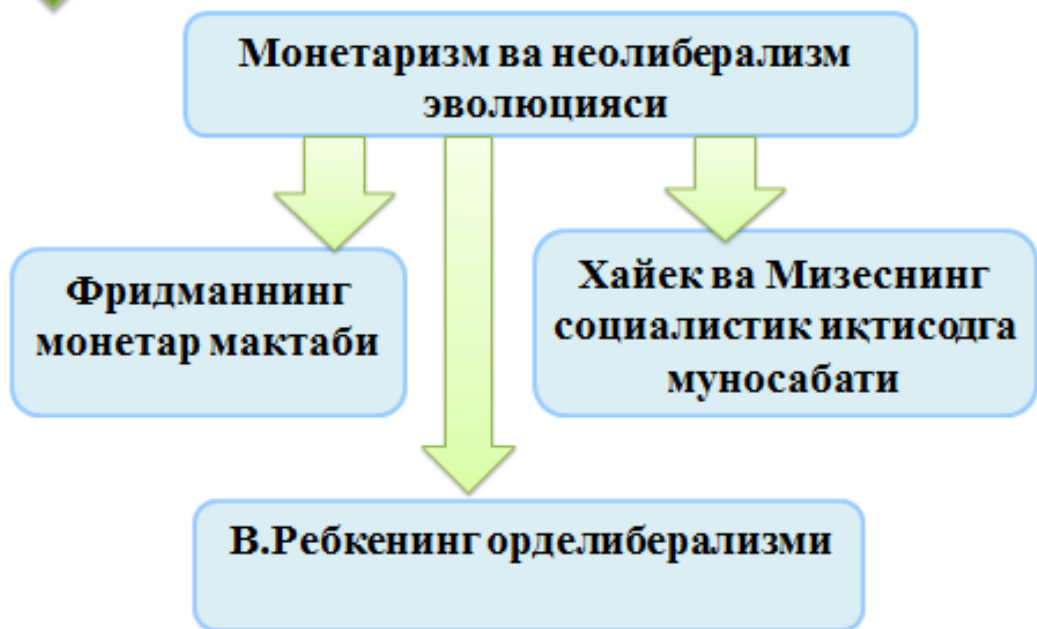 Монетаризм ва неолиберализм
эволюцияси
Фридманнинг
монетар мактаби
Хайек ва Мизеснинг
социалистик иқтисодга
муносабати
В.Ребкенинг орделиберализми